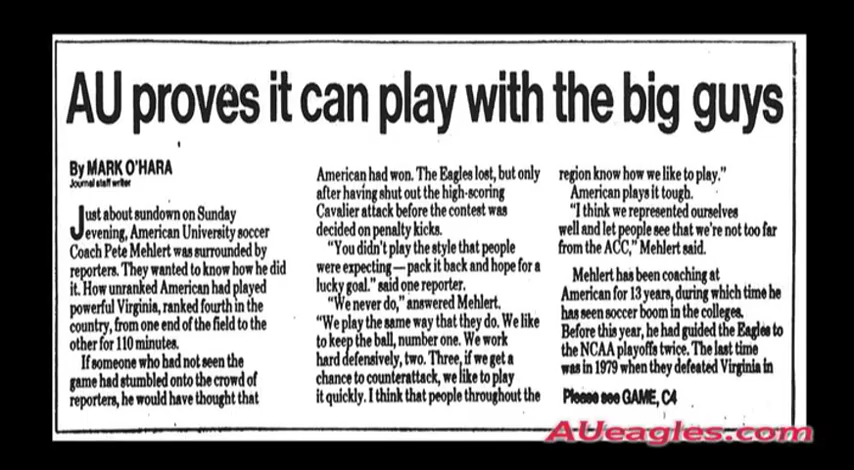 AU proves it can play with the big guys
By MARK O'HARA
Journal staff writer
Just about sundown on Sunday
evening, American University soccer
Coach Pete Mehlert was surrounded by
reporters. They wanted to know how he did
it. How unranked American had played
powerful Virginia, ranked fourth in the
country, from one end of the field to the
other for 110 minutes.
If someone who had not seen the
game had stumbled onto the crowd of
reporters, he would have thought that
American had won. The Eagles lost, but only
after having shut out the high-scoring
Cavalier attack before the contest was
decided on penalty kicks.
"You didn't play the style that people
were expecting — pack it back and hope for a
lucky goal." said one reporter.
"We never do," answered Mehlert.
"We play the same way that they do. We like
to keep the ball, number one. We work
hard defensively, two. Three, if we get a
chance to counterattack, we like to play
it quickly. I think that people throughout the
region know how we like to play."
American plays it tough.
"I think we represented ourselves
well and let people see that we're not too far
from the ACC," Mehlert said.
Mehlert has been coaching at
American for 13 years, during which time he
has seen soccer boom in the colleges.
Before this year, he had guided the Eagles to
the NCAA playoffs twice. The last time
was in 1979 when they defeated Virginia in
Please see GAME, C4
AUeagles.com